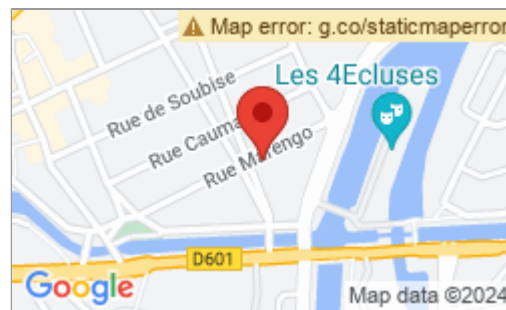 Map error: g.co/staticmaperror
Les 4Ecluses
Rue de Soubise
Rue Cauma
Rue Marengo
D601
Google
Map data ©2024